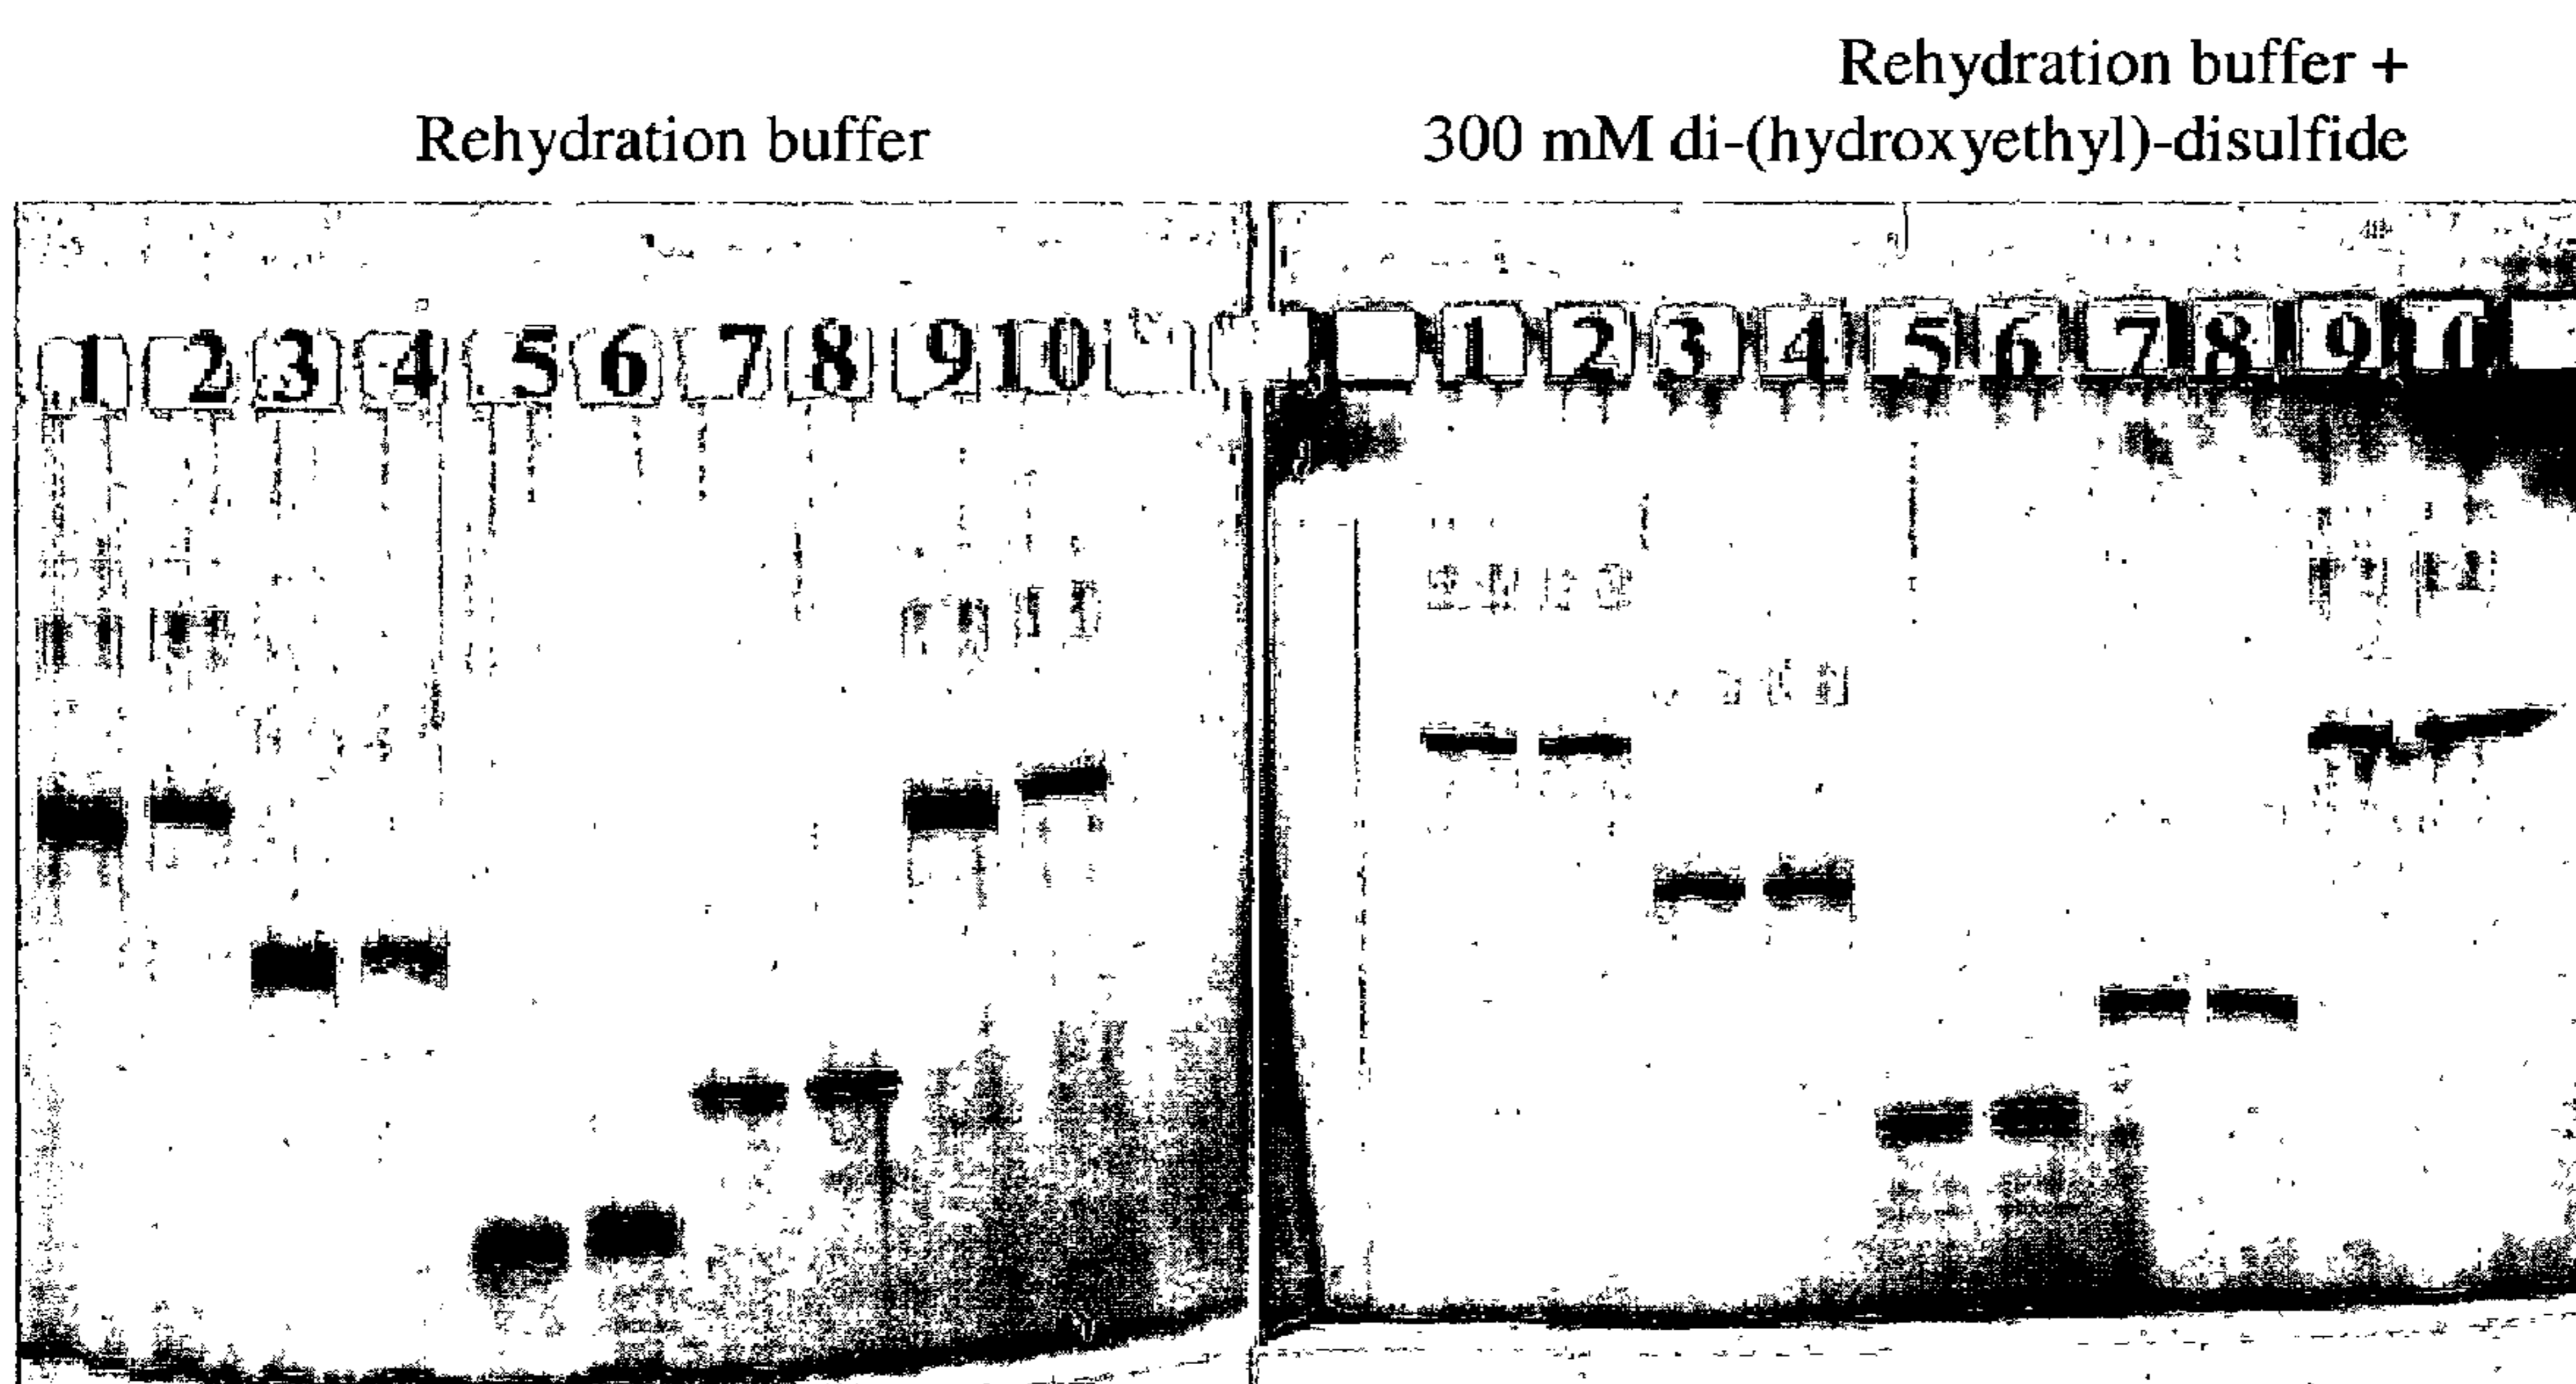 Rehydration buffer
Rehydration buffer +
300 mM di-(hydroxyethyl)-disulfide
1 2 3 4 5 6 7 8 9 10
1 2 3 4 5 6 7 8 9 10